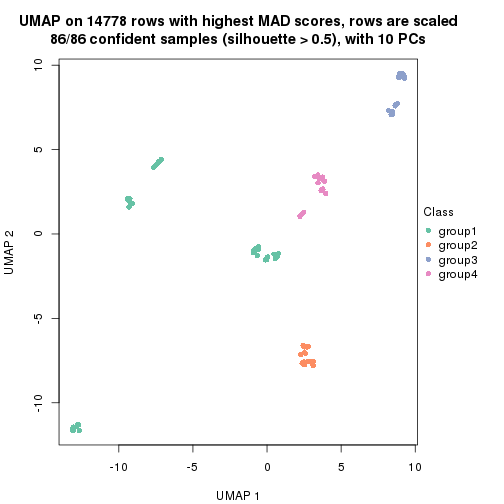 UMAP on 14778 rows with highest MAD scores, rows are scaled
86/86 confident samples (silhouette > 0.5), with 10 PCs
10
5
0
-5
-10
UMAP 2
-10
-5
0
5
10
UMAP 1
Class
group1
group2
group3
group4